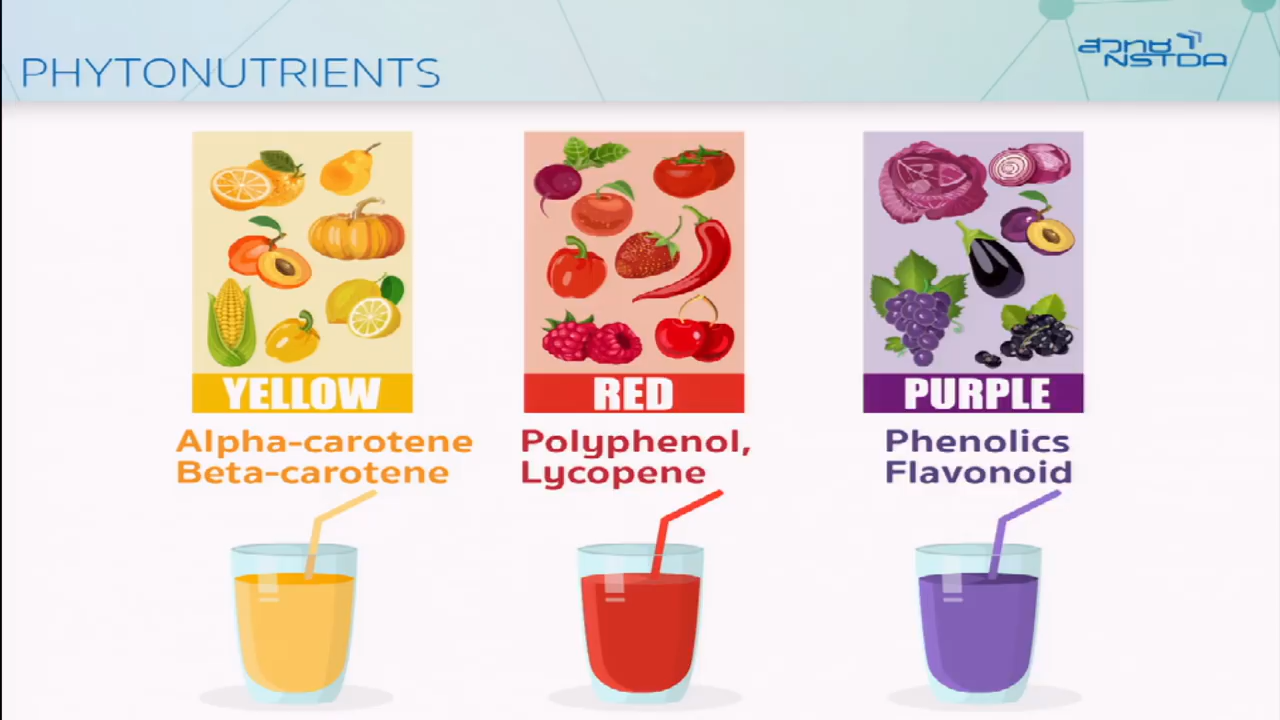 PHYTONUTRIENTS
สวทช
NSTDA
YELLOW
RED
PURPLE
Alpha-carotene
Beta-carotene
Polyphenol,
Lycopene
Phenolics
Flavonoid